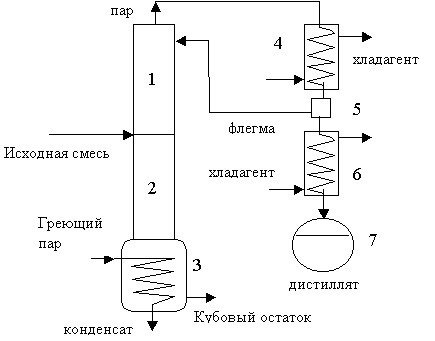 пар
4
хладагент
1
5
флегма
Исходная смесь
хладагент
6
2
Греющий
пар
3
7
дистиллят
Кубовый остаток
конденсат